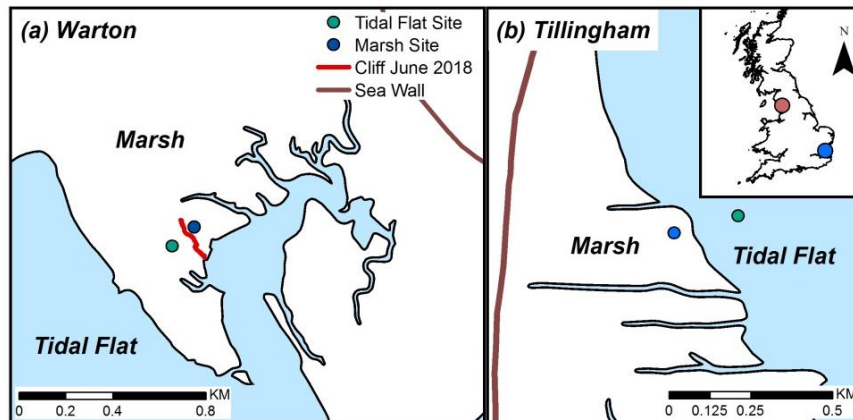 (a) Warton
Tidal Flat Site
Marsh Site
Cliff June 2018
Sea Wall
Marsh
Tidal Flat
KM
0 0.2 0.4 0.8
(b) Tillingham
N
Marsh
Tidal Flat
KM
0 0.125 0.25 0.5